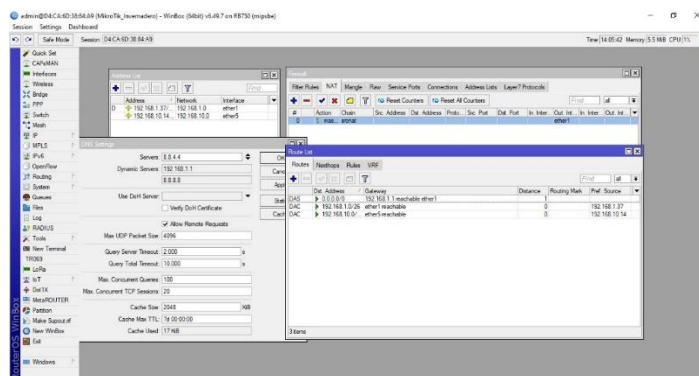 admin@D4:CA:6D:38:84:A9 (MikroTik_Invernadero) - WinBox (64bit) v6.49.7 on RB750 (mipsbe)
Session Settings Dashboard
Safe Mode Session: D4:CA:6D:38:84:A9 Time: 14:05:42 Memory: 5.5 MiB CPU: 1%
Quick Set
CAPsMAN
Interfaces
Wireless
Bridge
PPP
Switch
Mesh
IP
MPLS
IPv6
OpenFlow
Routing
System
Queues
Files
Log
RADIUS
Tools
New Terminal
TR069
LoRa
IoT
Dot1X
MetaROUTER
Partition
Make Supout.rif
New WinBox
Exit
Windows
RouterOS WinBox
Address List
Find
Address Network Interface
D 192.168.1.37/... 192.168.1.0 ether1
192.168.10.14... 192.168.10.0 ether5
DNS Settings
Servers: 8.8.4.4
Dynamic Servers: 192.168.1.1
8.8.8.8
Use DoH Server:
Verify DoH Certificate
Allow Remote Requests
Max UDP Packet Size: 4096
Query Server Timeout: 2.000 s
Query Total Timeout: 10.000 s
Max. Concurrent Queries: 100
Max. Concurrent TCP Sessions: 20
Cache Size: 2048 KiB
Cache Max TTL: 7d 00:00:00
Cache Used: 17 KiB
Firewall
Filter Rules NAT Mangle Raw Service Ports Connections Address Lists Layer7 Protocols
Reset Counters Reset All Counters Find all
# Action Chain Src. Address Dst. Address Proto... Src. Port Dst. Port In. Inter... Out. Int... In. Inter... Out. Int...
0 mas... srcnat ether1
Route List
Routes Nexthops Rules VRF
Find all
Dst. Address Gateway Distance Routing Mark Pref. Source
DAS 0.0.0.0/0 192.168.1.1 reachable ether1 1
DAC 192.168.1.0/26 ether1 reachable 0 192.168.1.37
DAC 192.168.10.0/... ether5 reachable 0 192.168.10.14
3 items